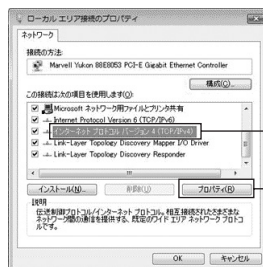 ローカル エリア接続のプロパティ
ネットワーク
接続の方法:
Marvell Yukon 88E8053 PCI-E Gigabit Ethernet Controller
構成(C)...
この接続は次の項目を使用します(O):
Microsoft ネットワーク用ファイルとプリンタ共有
Internet Protocol Version 6 (TCP/IPv6)
インターネット プロトコル バージョン 4 (TCP/IPv4)
Link-Layer Topology Discovery Mapper I/O Driver
Link-Layer Topology Discovery Responder
インストール(N)...
削除(U)
プロパティ(R)
説明
伝送制御プロトコル/インターネット プロトコル。相互接続されたさまざまな
ネットワーク間の通信を提供する、既定のワイド エリア ネットワーク プロトコ
ルです。
OK
キャンセル